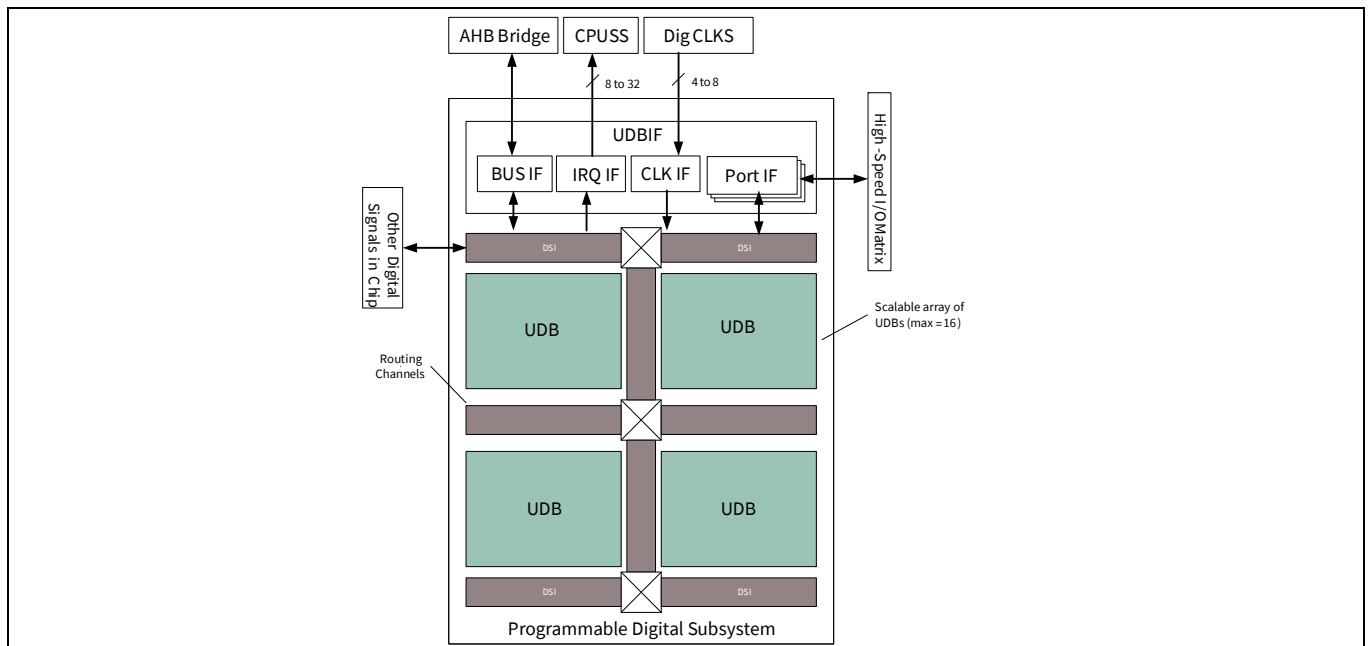 AHB Bridge
CPUSS
Dig CLKS
8 to 32
4 to 8
UDBIF
BUS IF
IRQ IF
CLK IF
Port IF
High -Speed I/O Matrix
Other Digital
Signals in Chip
DSI
DSI
UDB
UDB
Scalable array of
UDBs (max =16)
Routing
Channels
UDB
UDB
DSI
DSI
Programmable Digital Subsystem